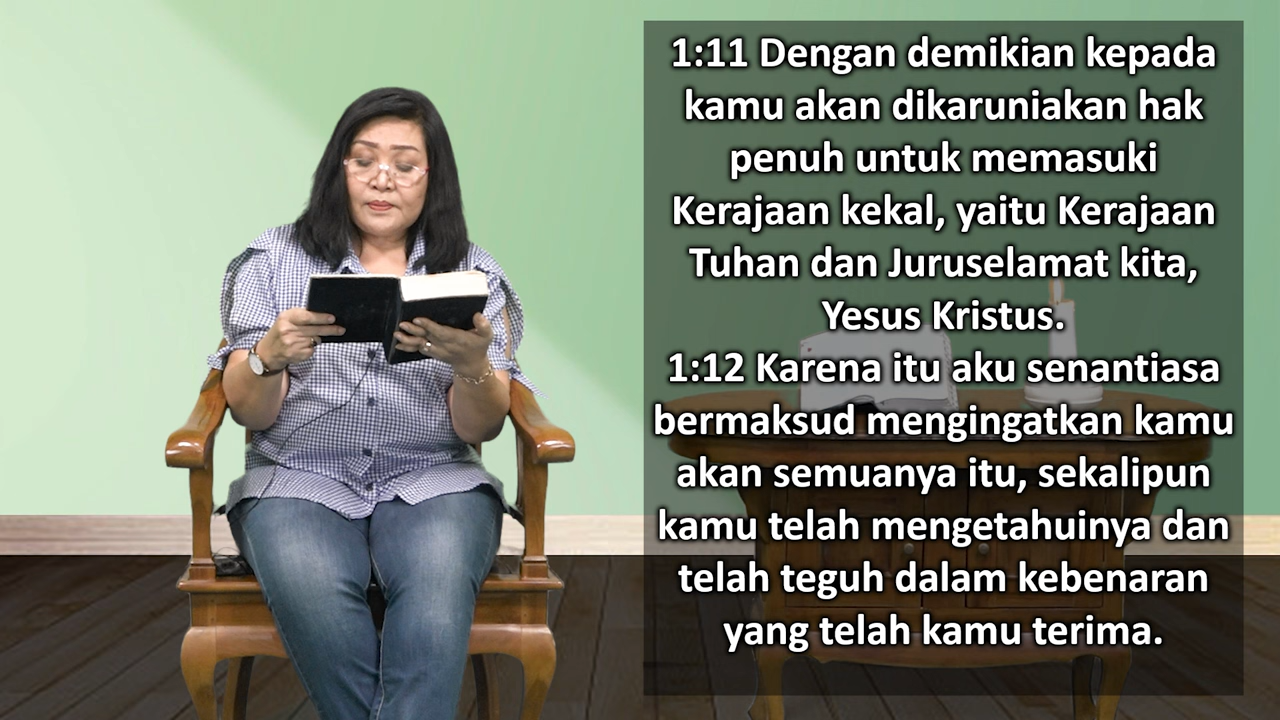 1:11 Dengan demikian kepada
kamu akan dikaruniakan hak
penuh untuk memasuki
Kerajaan kekal, yaitu Kerajaan
Tuhan dan Juruselamat kita,
Yesus Kristus.
1:12 Karena itu aku senantiasa
bermaksud mengingatkan kamu
akan semuanya itu, sekalipun
kamu telah mengetahuinya dan
telah teguh dalam kebenaran
yang telah kamu terima.